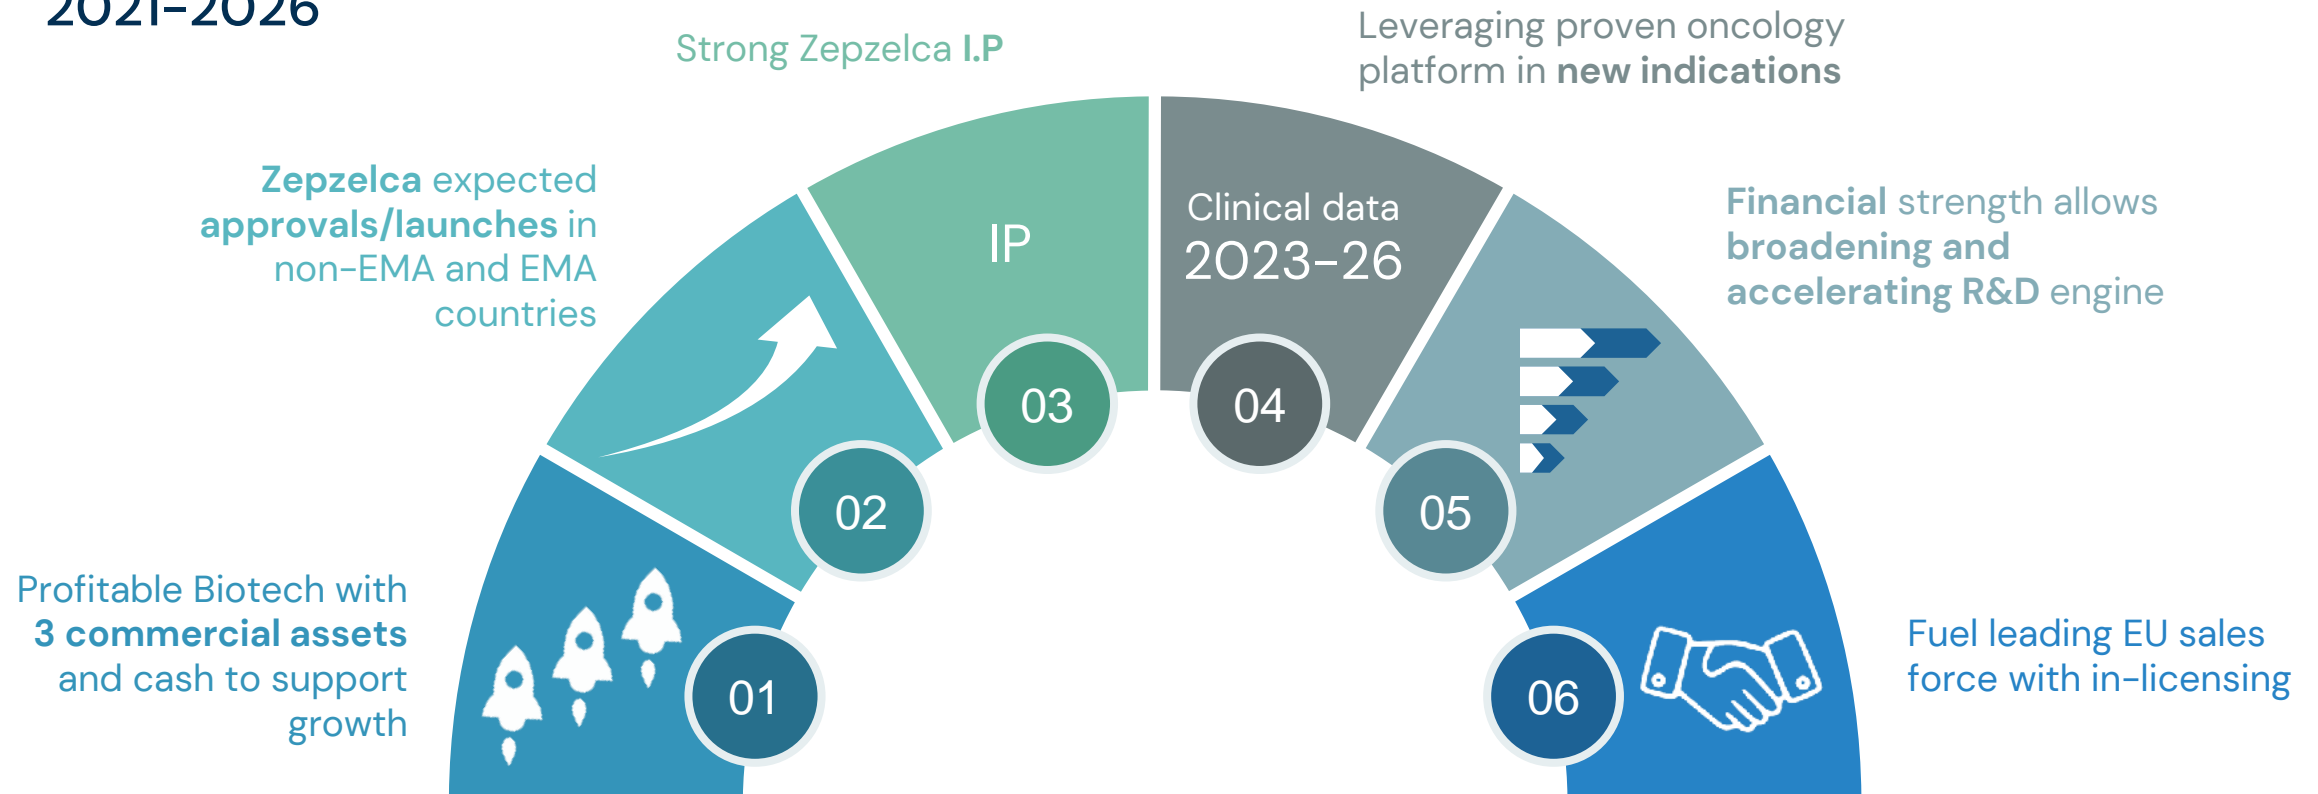 2021-2026
Strong Zepzelca I.P
Leveraging proven oncology
platform in new indications
Zepzelca expected
approvals/launches in
non-EMA and EMA
countries
IP
Clinical data
2023-26
Financial strength allows
broadening and
accelerating R&D engine
03
04
02
05
Profitable Biotech with
3 commercial assets
and cash to support
growth
01
06
Fuel leading EU sales
force with in-licensing